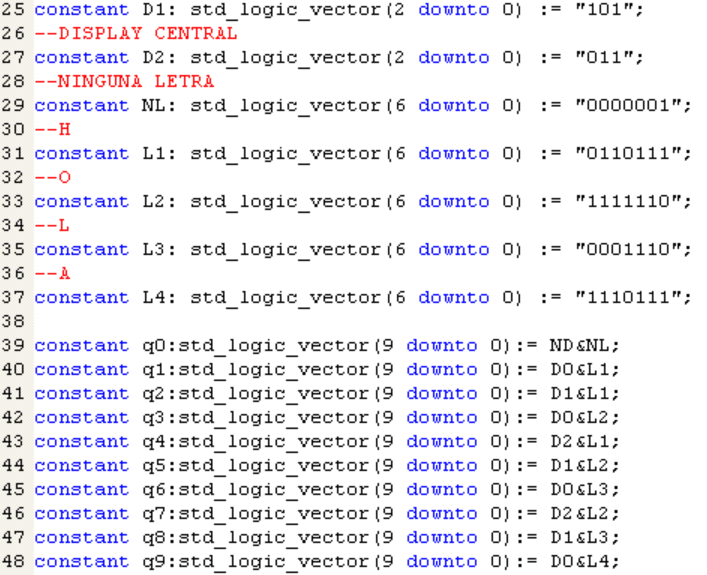 25 constant D1: std_logic_vector(2 downto 0) := "101";
26 --DISPLAY CENTRAL
27 constant D2: std_logic_vector(2 downto 0) := "011";
28 --NINGUNA LETRA
29 constant NL: std_logic_vector(6 downto 0) := "0000001";
30 --H
31 constant L1: std_logic_vector(6 downto 0) := "0110111";
32 --O
33 constant L2: std_logic_vector(6 downto 0) := "1111110";
34 --L
35 constant L3: std_logic_vector(6 downto 0) := "0001110";
36 --A
37 constant L4: std_logic_vector(6 downto 0) := "1110111";
38
39 constant q0:std_logic_vector(9 downto 0):= ND&NL;
40 constant q1:std_logic_vector(9 downto 0):= D0&L1;
41 constant q2:std_logic_vector(9 downto 0):= D1&L1;
42 constant q3:std_logic_vector(9 downto 0):= D0&L2;
43 constant q4:std_logic_vector(9 downto 0):= D2&L1;
44 constant q5:std_logic_vector(9 downto 0):= D1&L2;
45 constant q6:std_logic_vector(9 downto 0):= D0&L3;
46 constant q7:std_logic_vector(9 downto 0):= D2&L2;
47 constant q8:std_logic_vector(9 downto 0):= D1&L3;
48 constant q9:std_logic_vector(9 downto 0):= D0&L4;